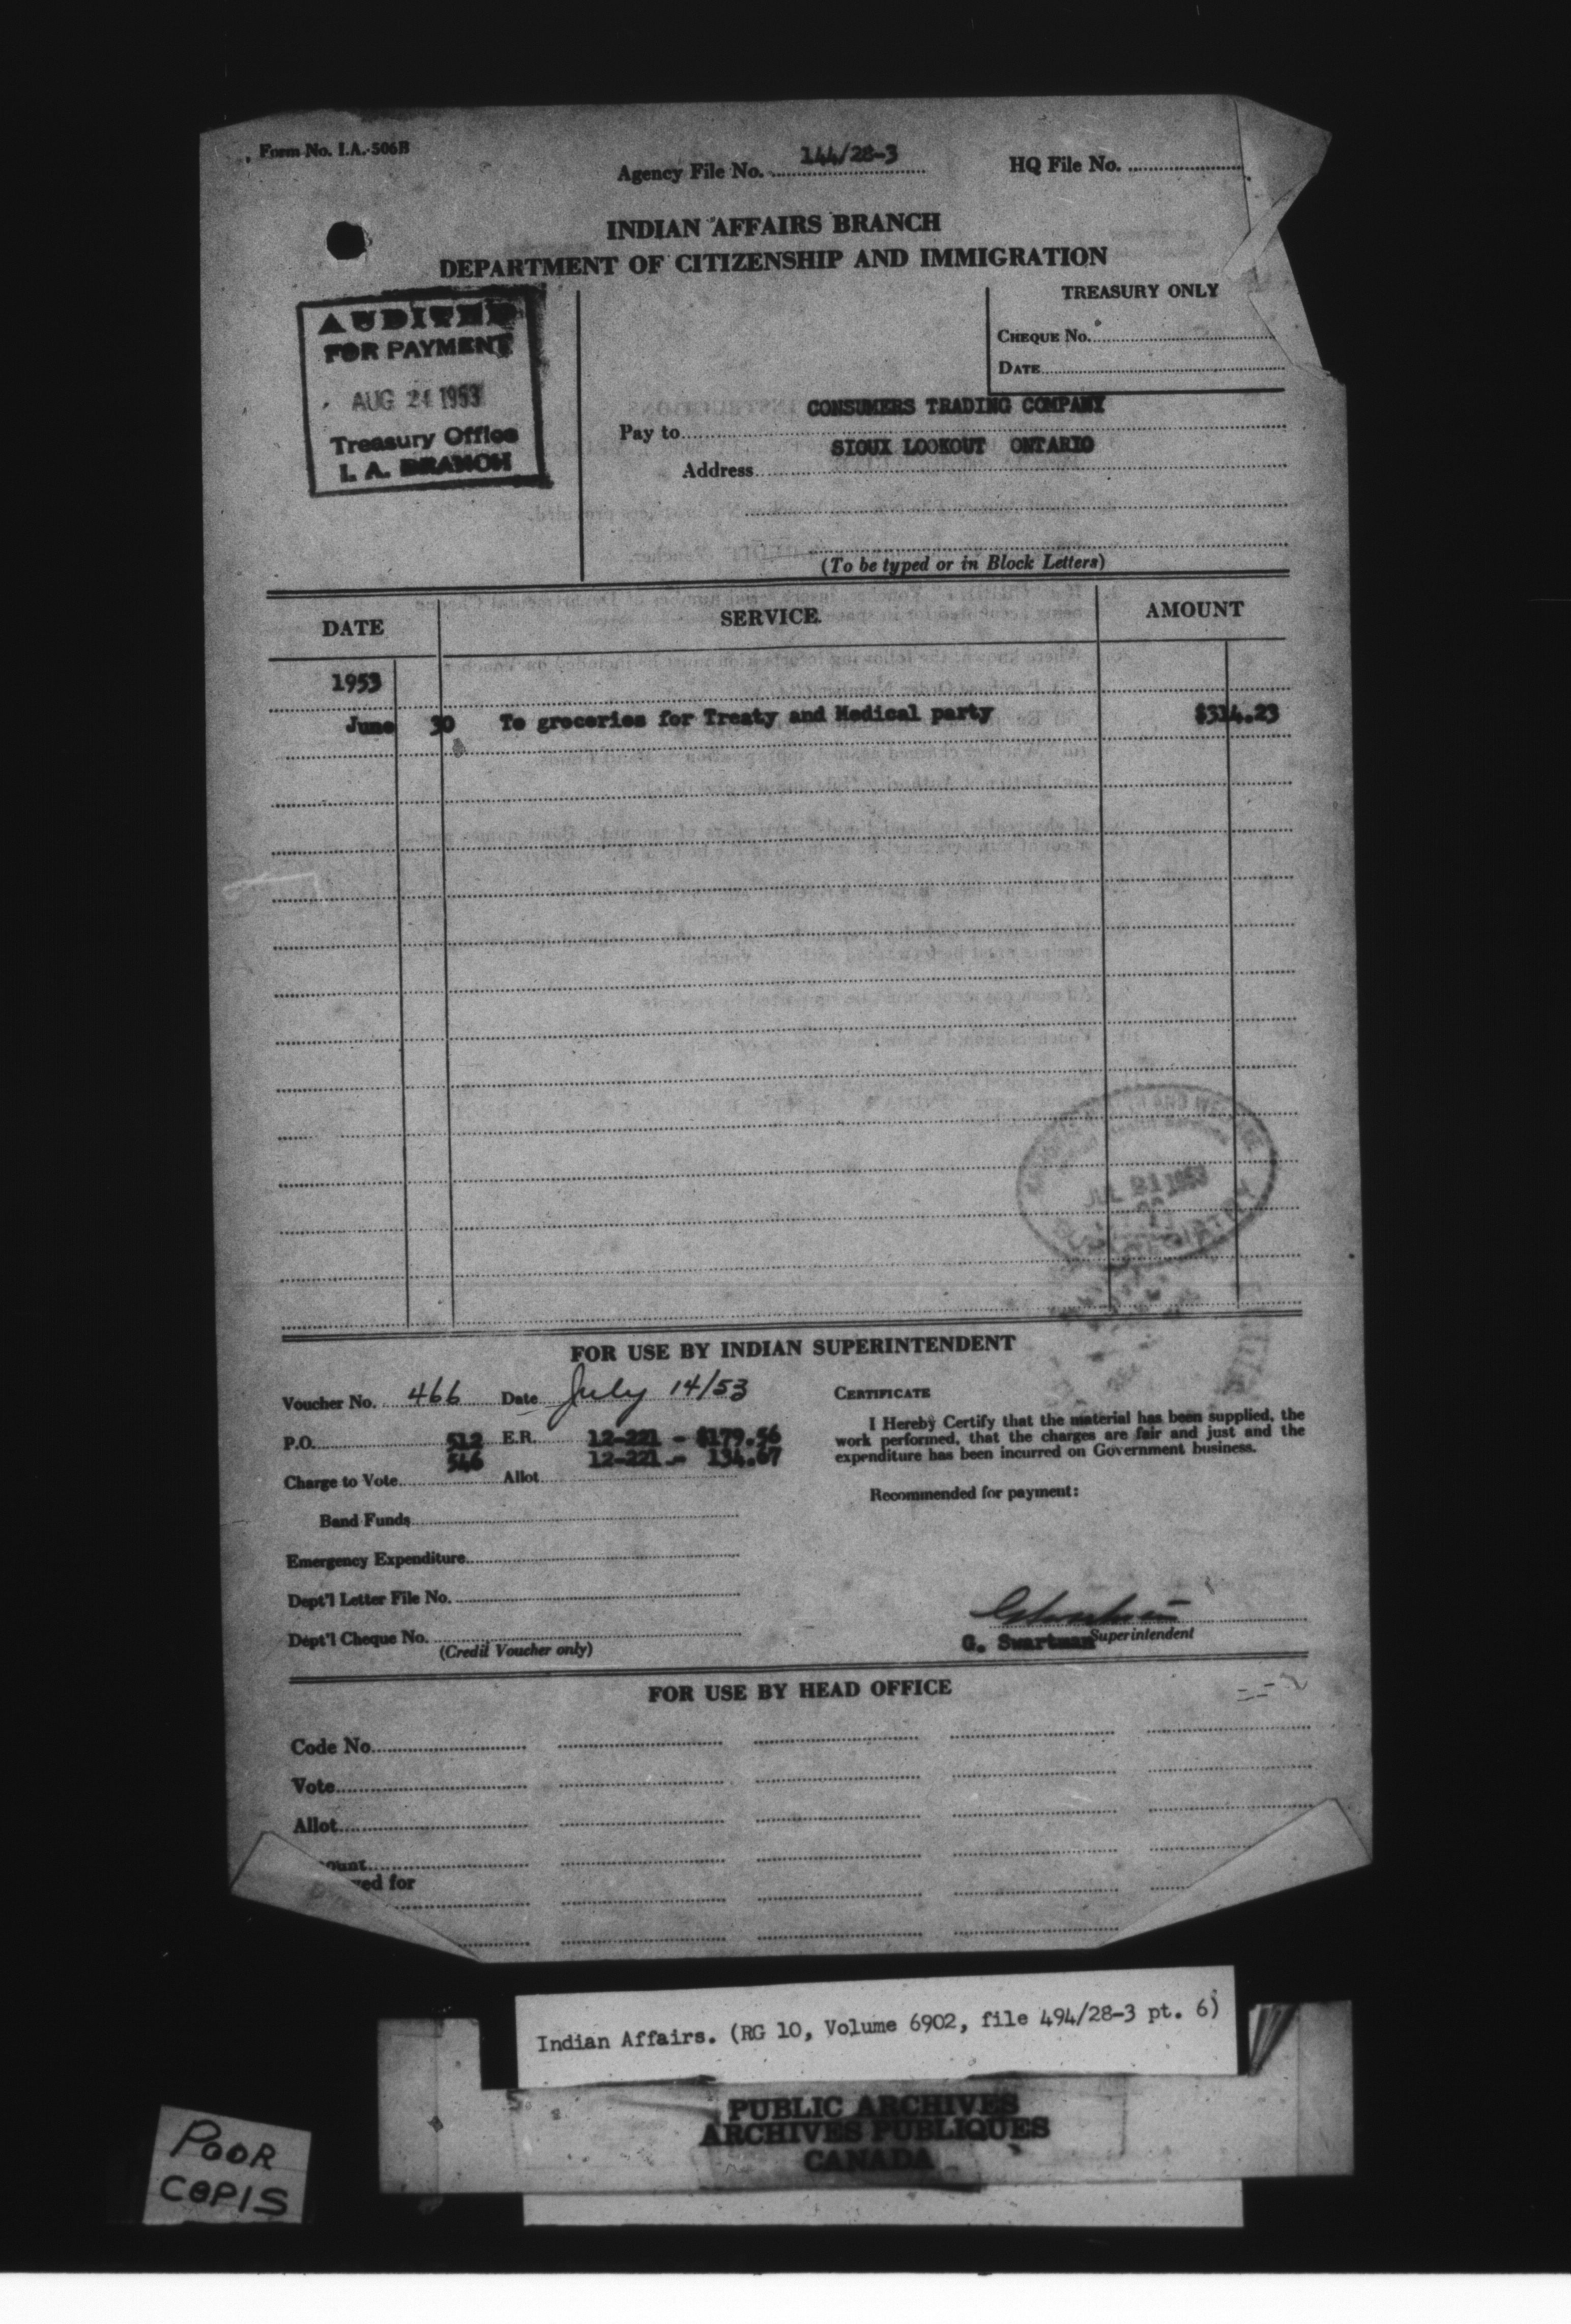 Form No. I.A. 506B
Agency File No. 144/28-3
HQ File No.
INDIAN AFFAIRS BRANCH
DEPARTMENT OF CITIZENSHIP AND IMMIGRATION
AUDITED
FOR PAYMENT
AUG 24 1953
Treasury Office
I. A. BRANCH
TREASURY ONLY
CHEQUE No.
DATE
Pay to CONSUMERS TRADING COMPANY
Address SIOUX LOOKOUT ONTARIO
(To be typed or in Block Letters)
DATE SERVICE AMOUNT
1953
June 30 To groceries for Treaty and Medical party $314.23
JUL 21 1953
FOR USE BY INDIAN SUPERINTENDENT
Voucher No. 466 Date July 14/53
P.O. 512 E.R. 12-221 - $179.56
546 12-221 - 134.67
Charge to Vote Allot
Band Funds
Emergency Expenditure
Dept'l Letter File No.
Dept'l Cheque No.
(Credit Voucher only)
CERTIFICATE
I Hereby Certify that the material has been supplied, the
work performed, that the charges are fair and just and the
expenditure has been incurred on Government business.
Recommended for payment:
G. Swartman Superintendent
FOR USE BY HEAD OFFICE
Code No.
Vote
Allot
ount
ved for
Indian Affairs. (RG 10, Volume 6902, file 494/28-3 pt. 6)
PUBLIC ARCHIVES
ARCHIVES PUBLIQUES
CANADA
POOR
COPIS